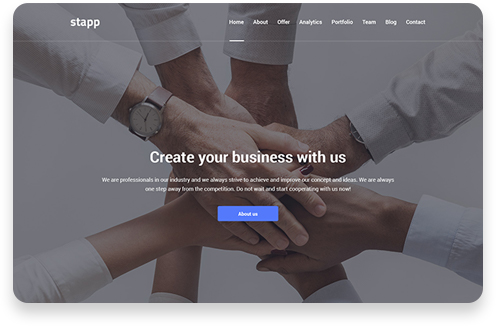 stapp
Home About Offer Analytics Portfolio Team Blog Contact
Create your business with us
We are professionals in our industry and we always strive to achieve and improve our concept and ideas. We are always
one step away from the competition. Do not wait and start cooperating with us now!
About us